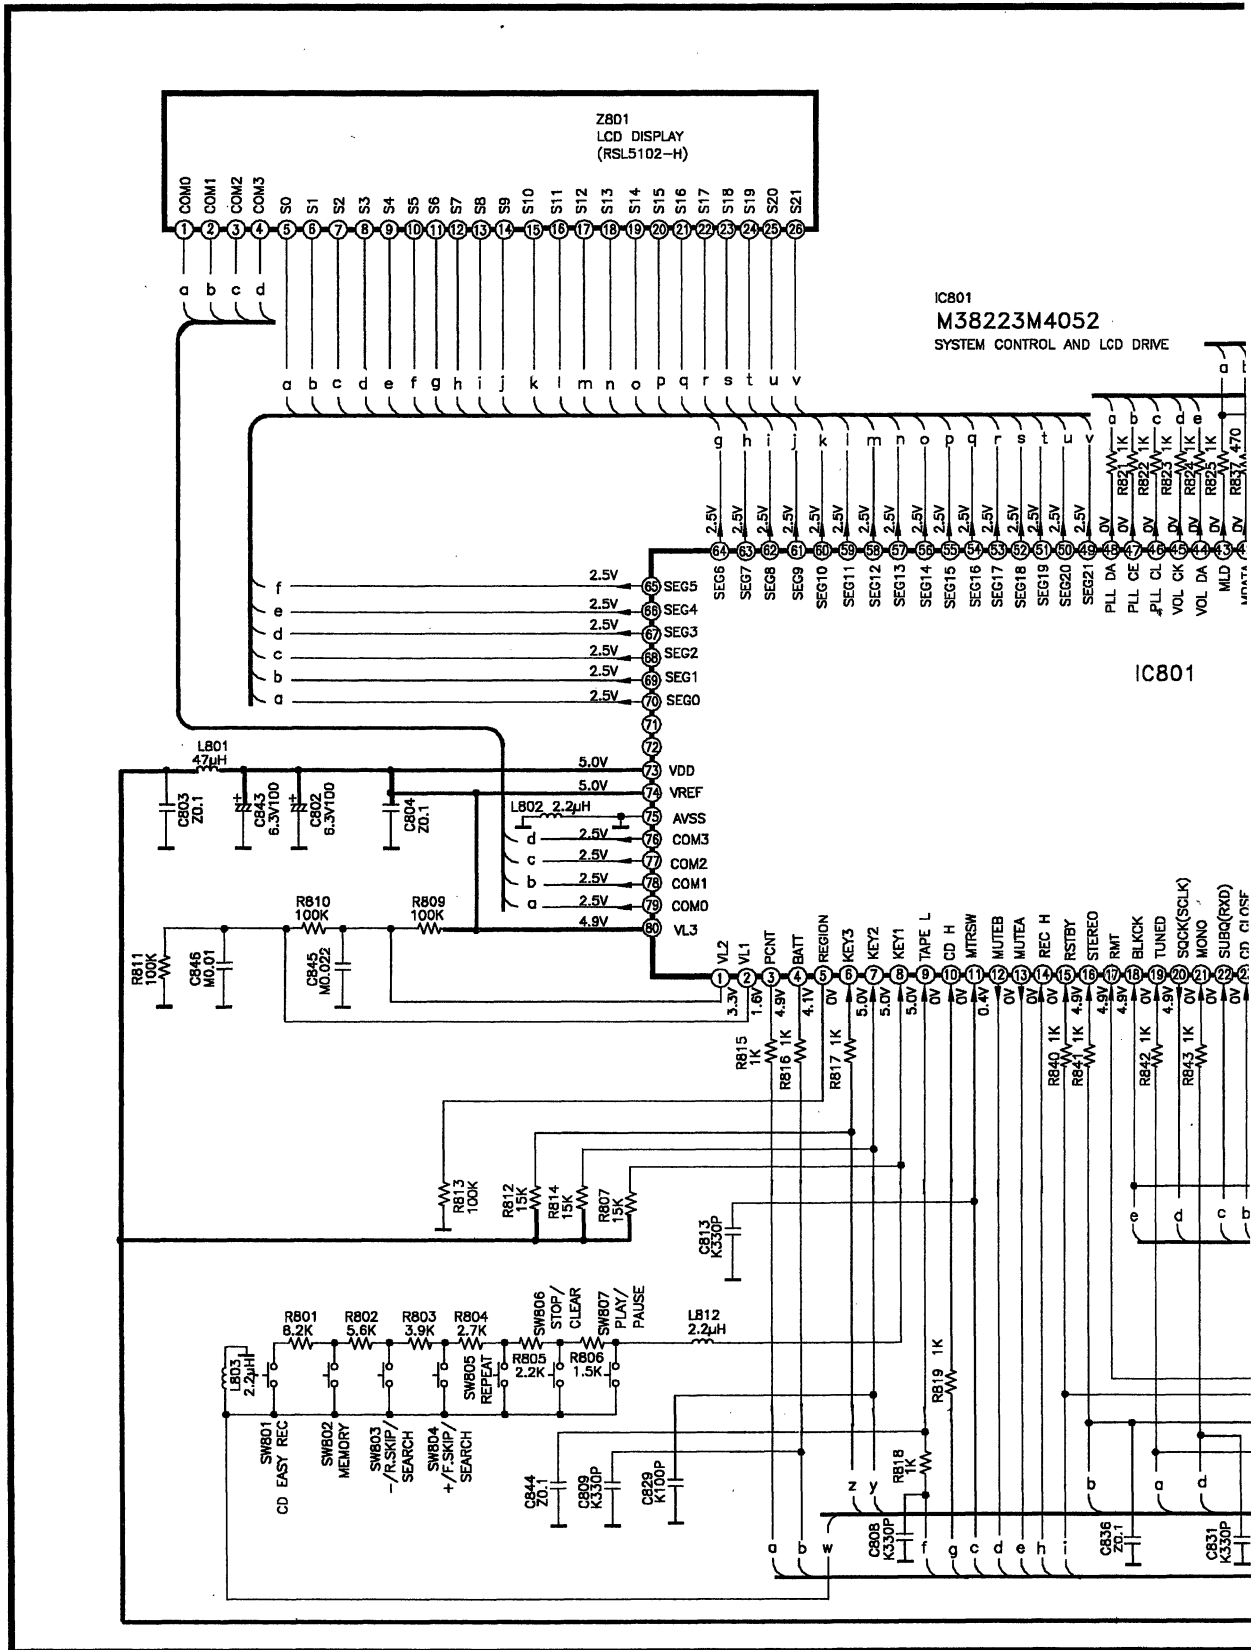 Z801
LCD DISPLAY
(RSL5102-H)
COM0 COM1 COM2 COM3 S0 S1 S2 S3 S4 S5 S6 S7 S8 S9 S10 S11 S12 S13 S14 S15 S16 S17 S18 S19 S20 S21
1 2 3 4 5 6 7 8 9 10 11 12 13 14 15 16 17 18 19 20 21 22 23 24 25 26
a b c d
IC801
M38223M4052
SYSTEM CONTROL AND LCD DRIVE
a b
a b c d e f g h i j k l m n o p q r s t u v
a b c d e
g h i j k l m n o p q r s t u v
R821 1K
R822 1K
R823 1K
R824 1K
R825 1K
R837 470
2.5V 2.5V 2.5V 2.5V 2.5V 2.5V 2.5V 2.5V 2.5V 2.5V 2.5V 2.5V 2.5V 2.5V 2.5V 2.5V 0V 0V 0V 0V 0V 0V 0V
64 63 62 61 60 59 58 57 56 55 54 53 52 51 50 49 48 47 46 45 44 43
SEG6 SEG7 SEG8 SEG9 SEG10 SEG11 SEG12 SEG13 SEG14 SEG15 SEG16 SEG17 SEG18 SEG19 SEG20 SEG21 PLL DA PLL CE PLL CL VOL CK VOL DA MLD MDATA
f 2.5V 65 SEG5
e 2.5V 66 SEG4
d 2.5V 67 SEG3
c 2.5V 68 SEG2
b 2.5V 69 SEG1
a 2.5V 70 SEG0
IC801
71
72
L801
47μH
5.0V 73 VDD
5.0V 74 VREF
C803
Z0.1
C843
6.3V100
C802
6.3V100
C804
Z0.1
L802 2.2μH
75 AVSS
d 2.5V 76 COM3
c 2.5V 77 COM2
b 2.5V 78 COM1
a 2.5V 79 COM0
4.9V 80 VL3
R810
100K
R809
100K
R811
100K
C846
M0.01
C845
M0.022
VL2 VL1 PCNT BATT REGION KEY3 KEY2 KEY1 TAPE L CD H MTRSW MUTEB MUTEA REC H RSTBY STEREO RMT BLKCK TUNED SQCK(SCLK) MONO SUBQ(RXD) CD CLOSE
1 2 3 4 5 6 7 8 9 10 11 12 13 14 15 16 17 18 19 20 21 22 23
3.3V 1.6V 4.9V 4.1V 0V 5.0V 5.0V 5.0V 0V 0V 0.4V 0V 0V 0V 4.9V 4.9V 4.9V 0V 4.9V 0V 0V 0V
R815
1K
R816 1K
R817 1K
R840 1K
R841 1K
R842 1K
R843 1K
R813
100K
R812
15K
R814
15K
R807
15K
C813
K330P
e d c b
R801
8.2K
R802
5.6K
R803
3.9K
R804
2.7K
SW806
STOP/
CLEAR
SW807
PLAY/
PAUSE
L812
2.2μH
L803
2.2μH
SW805
REPEAT
R805
2.2K
R806
1.5K
R819 1K
SW801
CD EASY REC
SW802
MEMORY
SW803
-/R.SKIP/
SEARCH
SW804
+/F.SKIP/
SEARCH
C844
Z0.1
C809
K330P
C829
K100P
R818
1K
z y
b a d
C808
K330P
C836
Z0.1
C831
K330P
a b w f g c d e h i